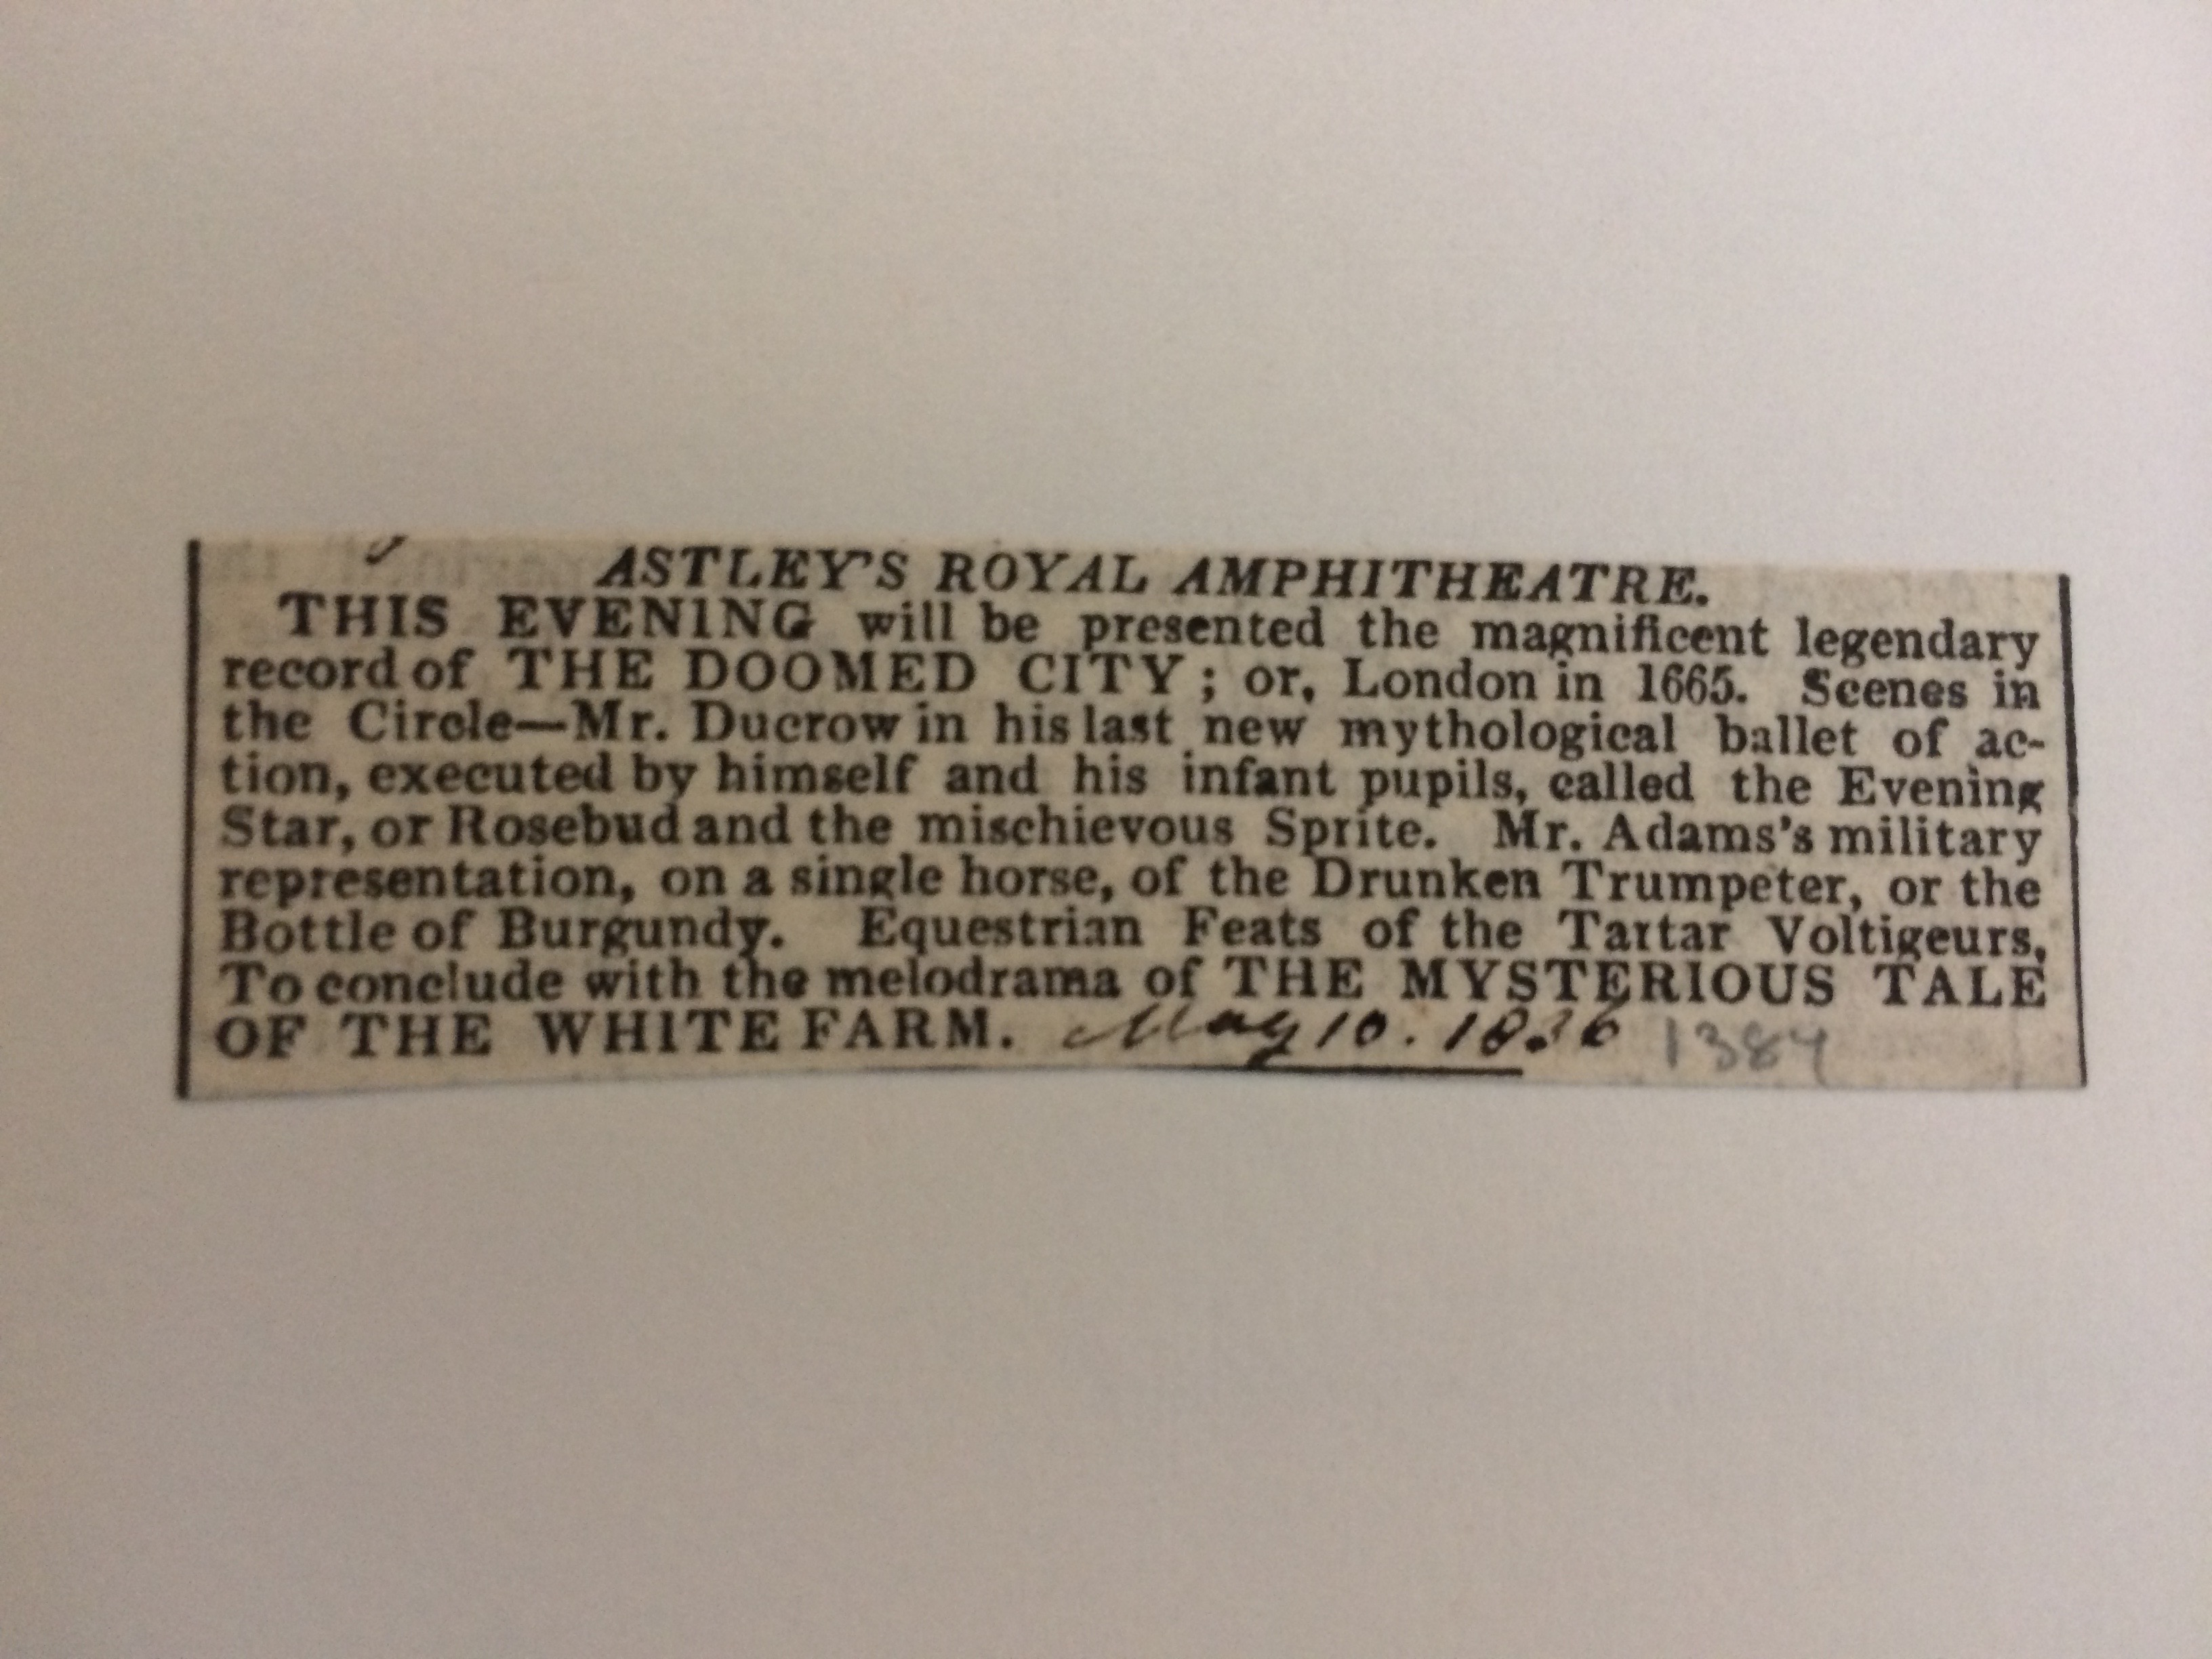 ASTLEY'S ROYAL AMPHITHEATRE.
THIS EVENING will be presented the magnificent legendary
record of THE DOOMED CITY; or, London in 1665. Scenes in
the Circle—Mr. Ducrow in his last new mythological ballet of ac-
tion, executed by himself and his infant pupils, called the Evening
Star, or Rosebud and the mischievous Sprite. Mr. Adams's military
representation, on a single horse, of the Drunken Trumpeter, or the
Bottle of Burgundy. Equestrian Feats of the Tartar Voltigeurs,
To conclude with the melodrama of THE MYSTERIOUS TALE
OF THE WHITE FARM. May 10. 1836 1384